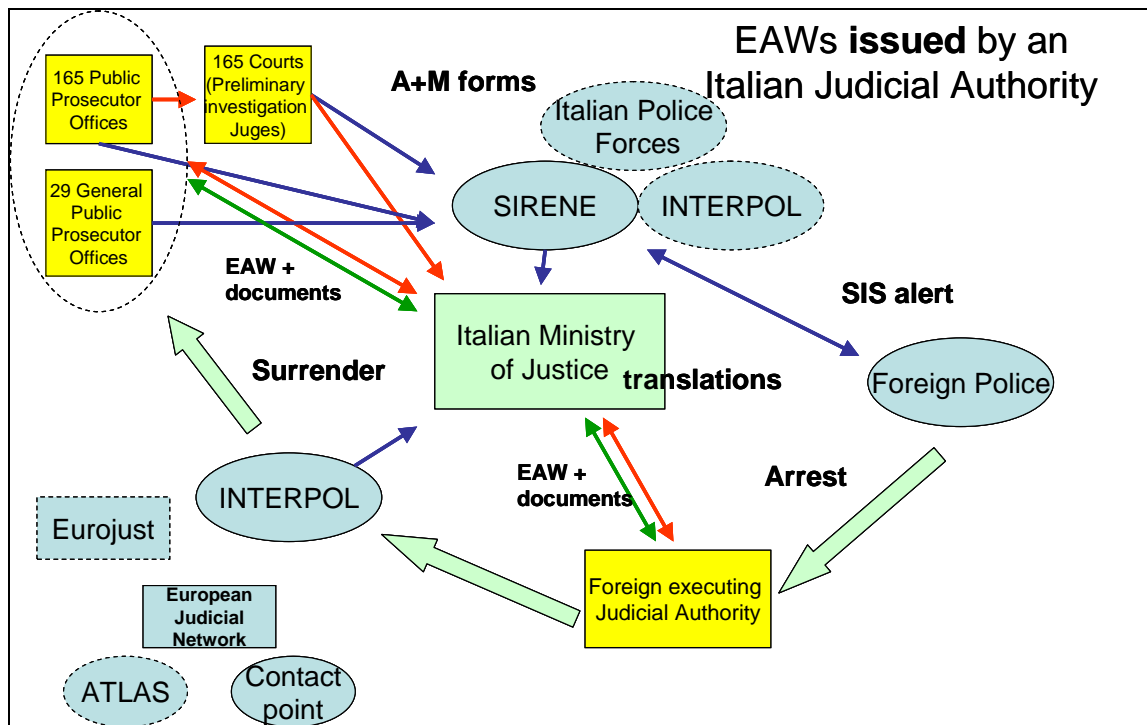 EAWs issued by an
Italian Judicial Authority
165 Public
Prosecutor
Offices
165 Courts
(Preliminary
investigation
Juges)
A+M forms
Italian Police
Forces
SIRENE
INTERPOL
29 General
Public
Prosecutor
Offices
EAW +
documents
SIS alert
Italian Ministry
of Justice
translations
Surrender
Foreign Police
EAW +
documents
Arrest
INTERPOL
Eurojust
Foreign executing
Judicial Authority
European
Judicial
Network
ATLAS
Contact
point